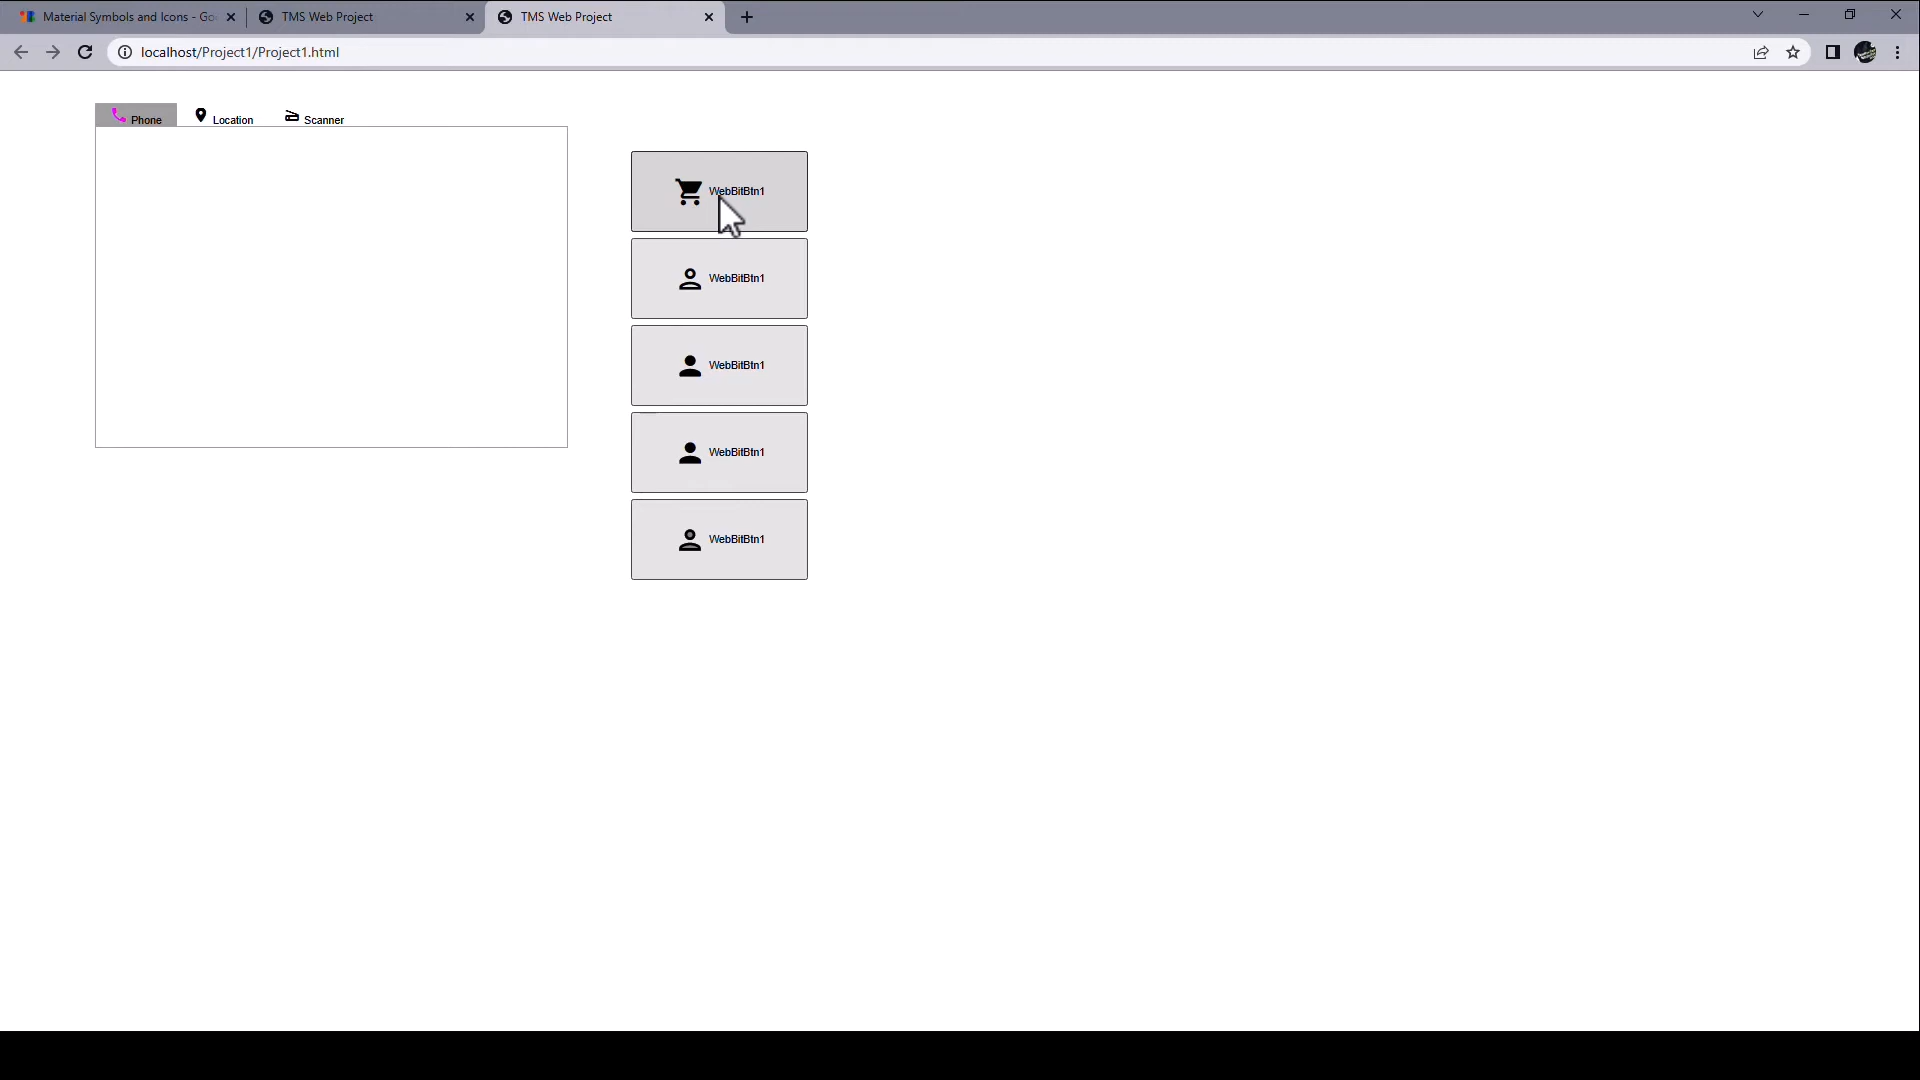 Material Symbols and Icons - Go
TMS Web Project
TMS Web Project
localhost/Project1/Project1.html
Phone
Location
Scanner
WebBitBtn1
WebBitBtn1
WebBitBtn1
WebBitBtn1
WebBitBtn1